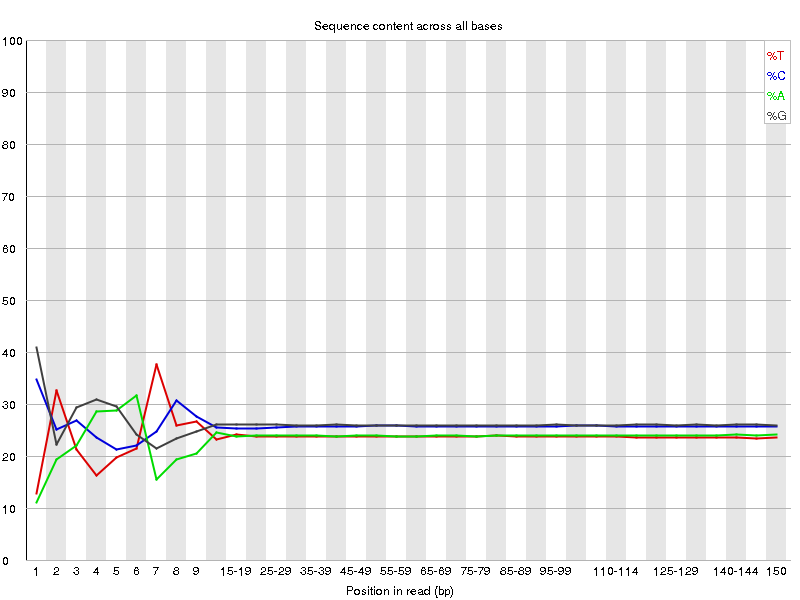 Sequence content across all bases
100
%T
%C
90
%A
%G
80
70
60
50
40
30
20
10
0
1 2 3 4 5 6 7 8 9 15-19 25-29 35-39 45-49 55-59 65-69 75-79 85-89 95-99 110-114 125-129 140-144 150
Position in read (bp)